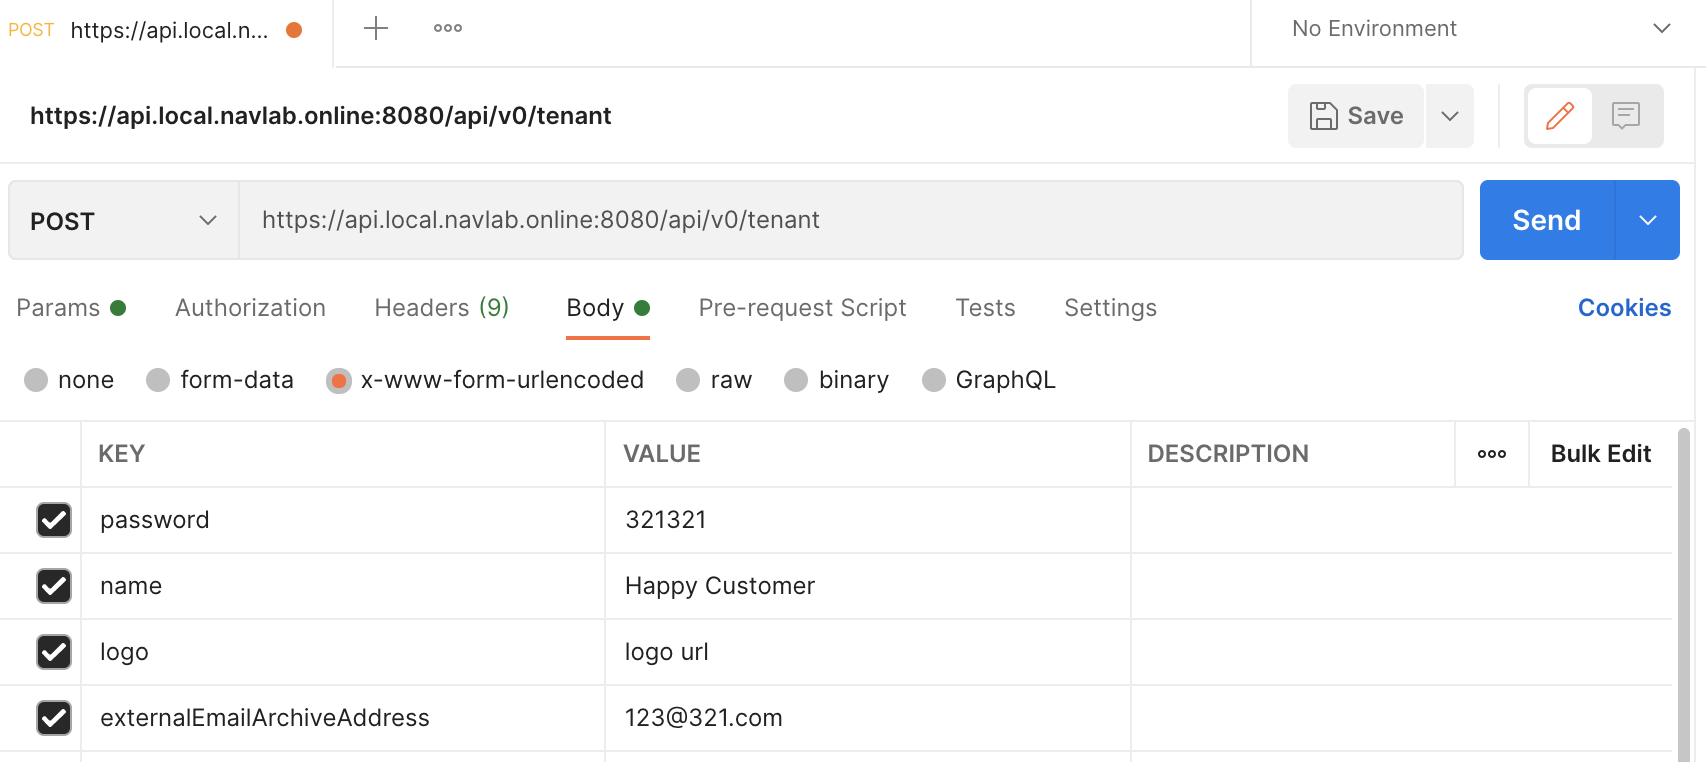 POST https://api.local.n... No Environment
https://api.local.navlab.online:8080/api/v0/tenant Save
POST https://api.local.navlab.online:8080/api/v0/tenant Send
Params Authorization Headers (9) Body Pre-request Script Tests Settings Cookies
none form-data x-www-form-urlencoded raw binary GraphQL
KEY VALUE DESCRIPTION Bulk Edit
password 321321
name Happy Customer
logo logo url
externalEmailArchiveAddress 123@321.com